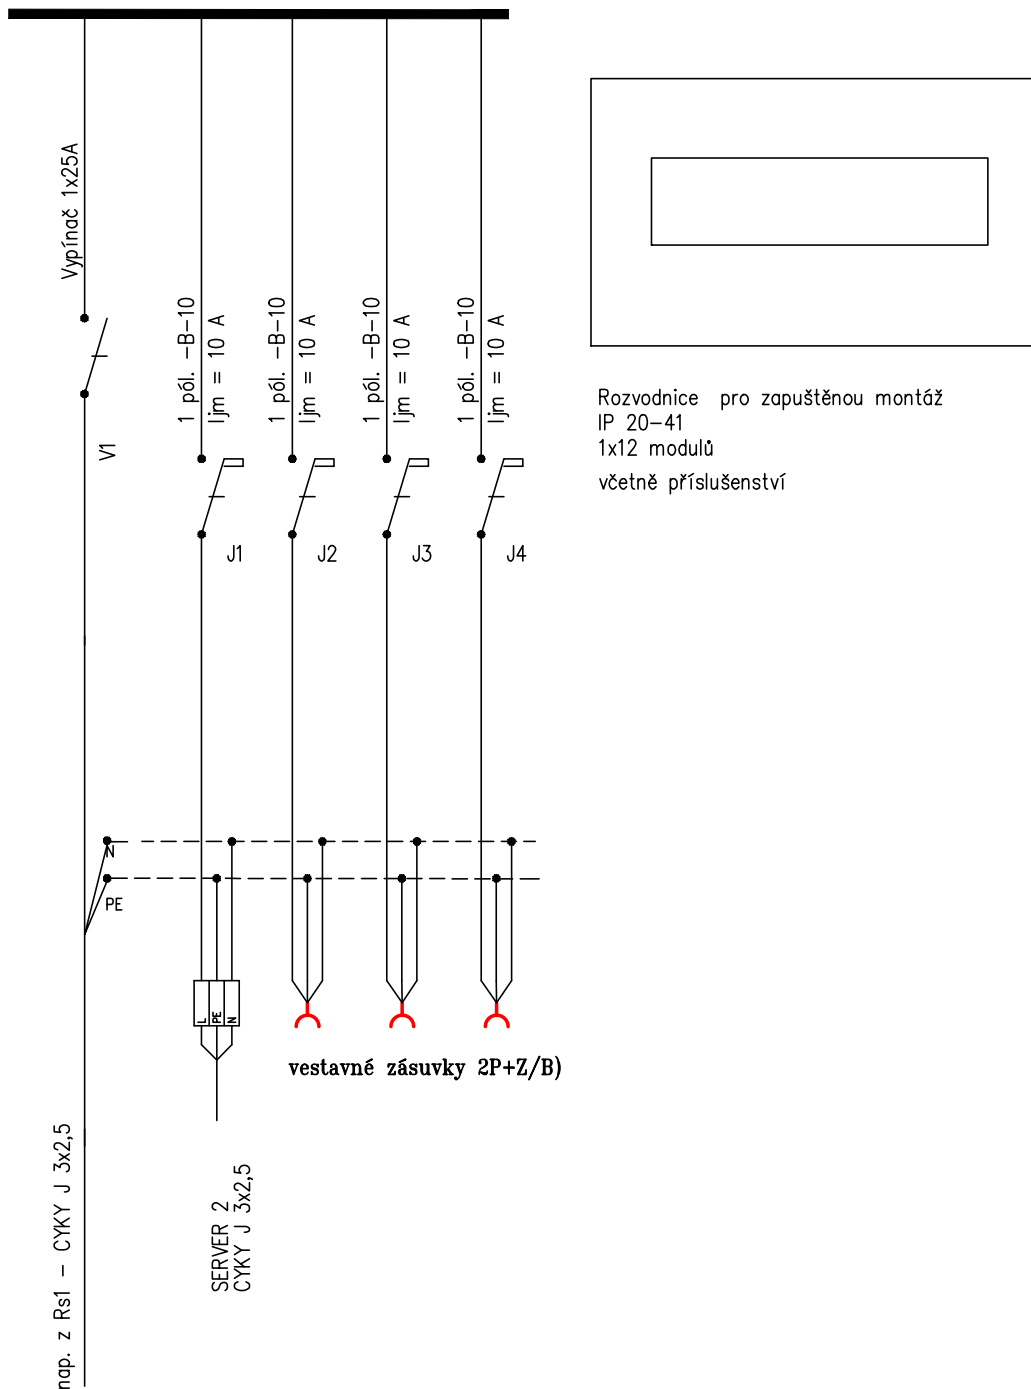 Vypínač 1x25A
V1
1 pól. -B-10
Ijm = 10 A
J1
1 pól. -B-10
Ijm = 10 A
J2
1 pól. -B-10
Ijm = 10 A
J3
1 pól. -B-10
Ijm = 10 A
J4
Rozvodnice pro zapuštěnou montáž
IP 20-41
1x12 modulů
včetně příslušenství
N
PE
L
PE
N
vestavné zásuvky 2P+Z/B)
nap. z Rs1 - CYKY J 3x2,5
SERVER 2
CYKY J 3x2,5